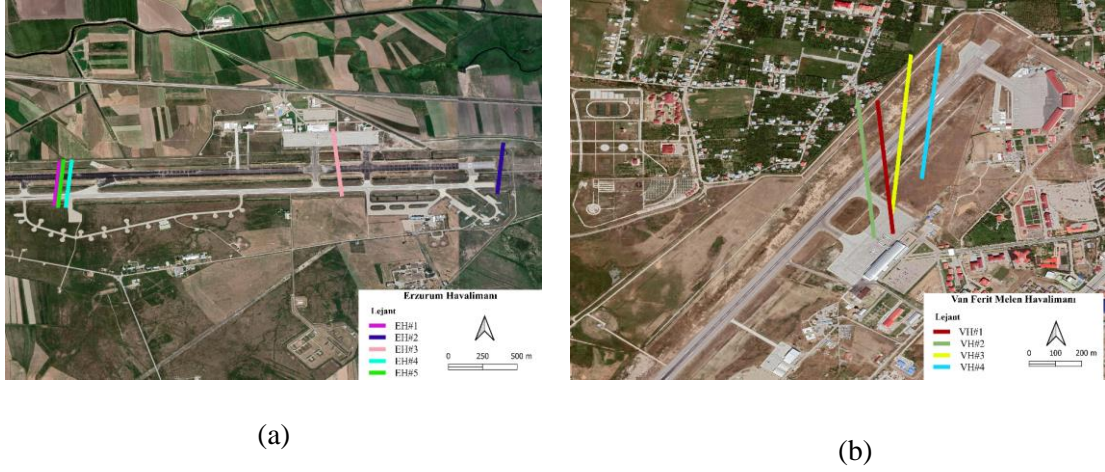 Erzurum Havalimanı
Lejant
EH#1
EH#2
EH#3
EH#4
EH#5
0 250 500 m
Van Ferit Melen Havalimanı
Lejant
VH#1
VH#2
VH#3
VH#4
0 100 200 m
(a)
(b)